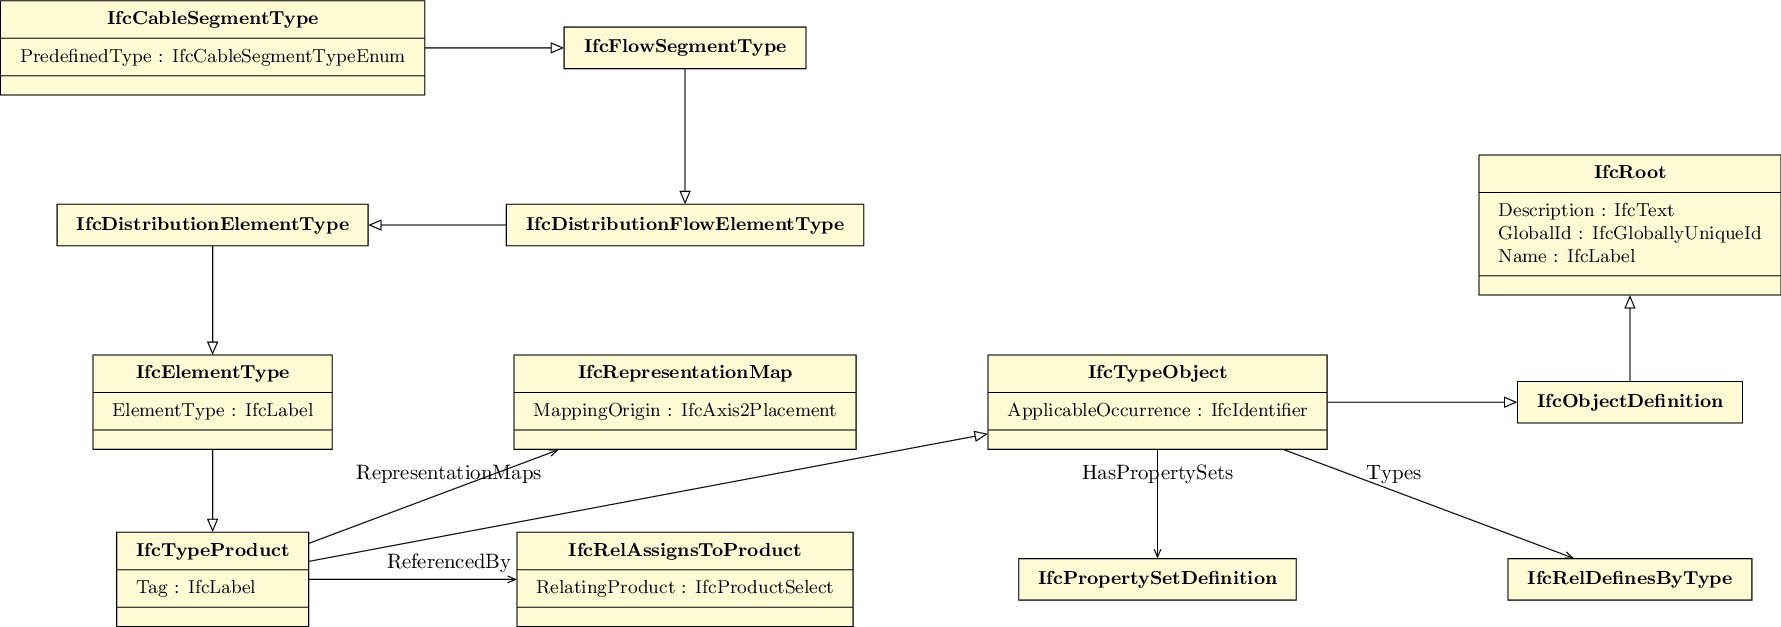 IfcCableSegmentType
PredefinedType : IfcCableSegmentTypeEnum
IfcFlowSegmentType
IfcRoot
Description : IfcText
GlobalId : IfcGloballyUniqueId
Name : IfcLabel
IfcDistributionElementType
IfcDistributionFlowElementType
IfcElementType
ElementType : IfcLabel
IfcRepresentationMap
MappingOrigin : IfcAxis2Placement
IfcTypeObject
ApplicableOccurrence : IfcIdentifier
IfcObjectDefinition
RepresentationMaps
HasPropertySets
Types
IfcTypeProduct
Tag : IfcLabel
ReferencedBy
IfcRelAssignsToProduct
RelatingProduct : IfcProductSelect
IfcPropertySetDefinition
IfcRelDefinesByType